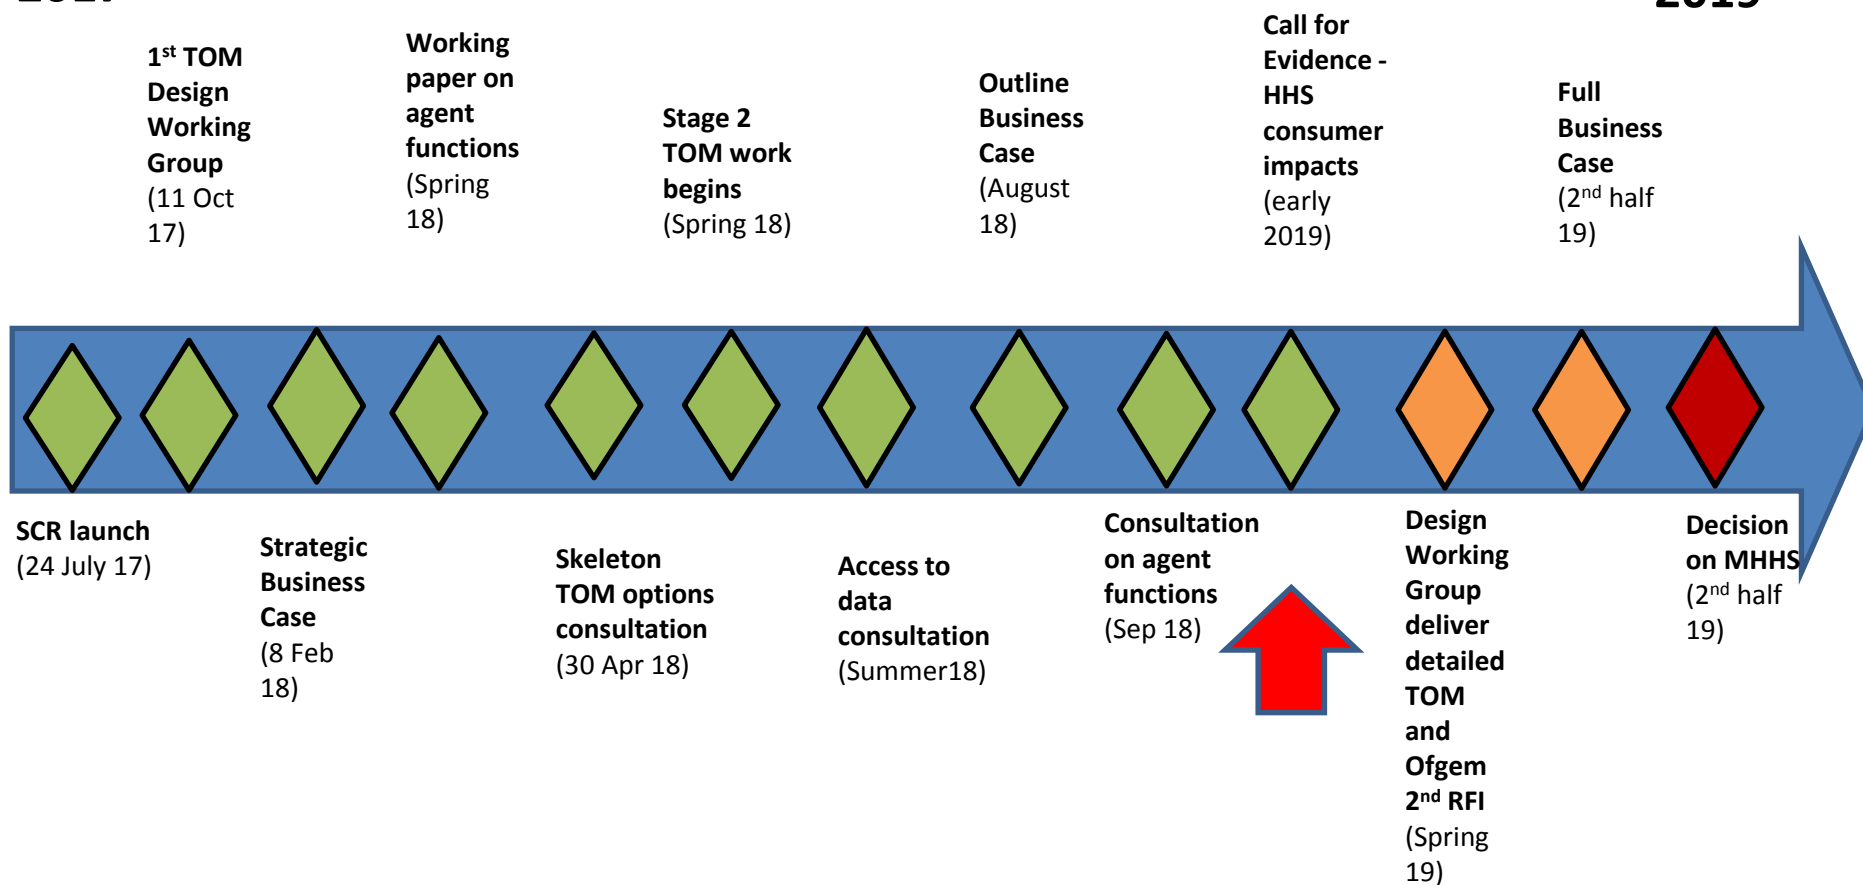 2019
1st TOM
Design
Working
Group
(11 Oct
17)
Working
paper on
agent
functions
(Spring
18)
Stage 2
TOM work
begins
(Spring 18)
Outline
Business
Case
(August
18)
Call for
Evidence -
HHS
consumer
impacts
(early
2019)
Full
Business
Case
(2nd half
19)
SCR launch
(24 July 17)
Strategic
Business
Case
(8 Feb
18)
Skeleton
TOM options
consultation
(30 Apr 18)
Access to
data
consultation
(Summer18)
Consultation
on agent
functions
(Sep 18)
Design
Working
Group
deliver
detailed
TOM
and
Ofgem
2nd RFI
(Spring
19)
Decision
on MHHS
(2nd half
19)